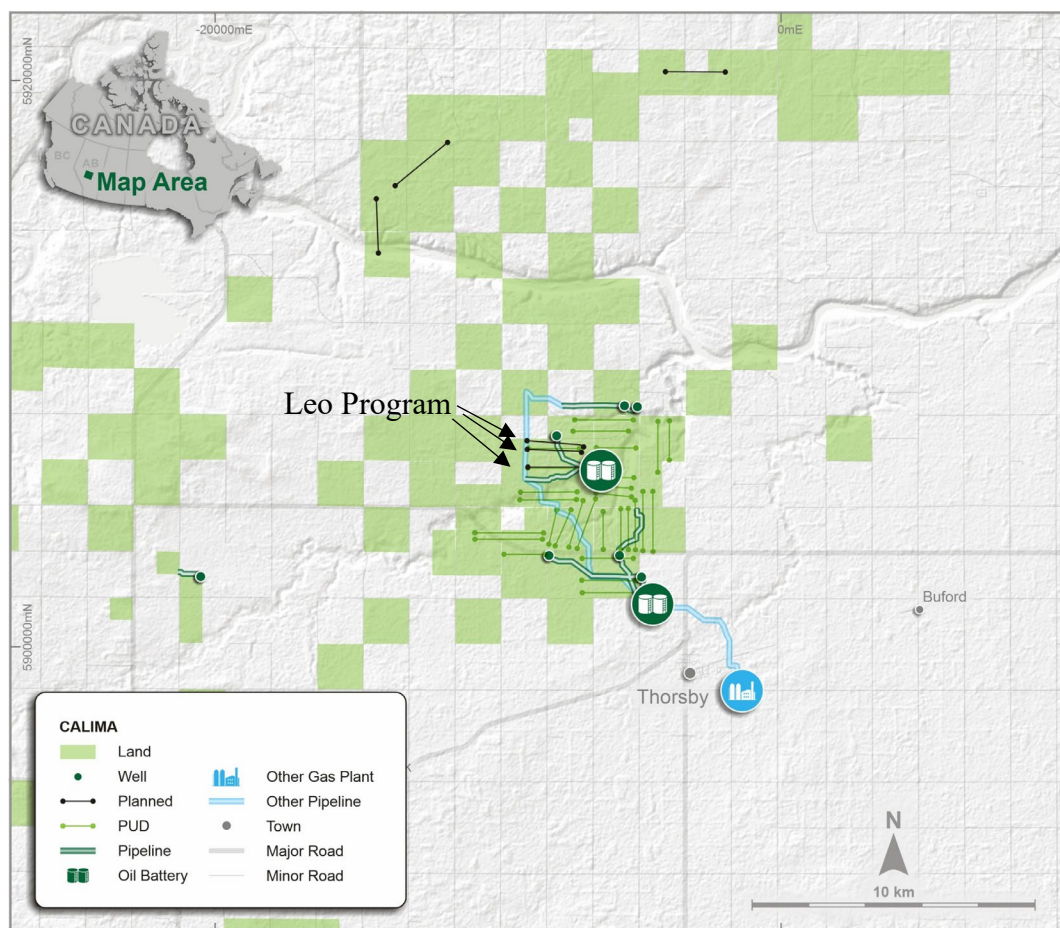 -20000mE
0mE
5920000mN
CANADA
BC
AB
Map Area
Leo Program
Buford
5900000mN
Thorsby
CALIMA
Land
Well
Planned
PUD
Pipeline
Oil Battery
Other Gas Plant
Other Pipeline
Town
Major Road
Minor Road
N
10 km